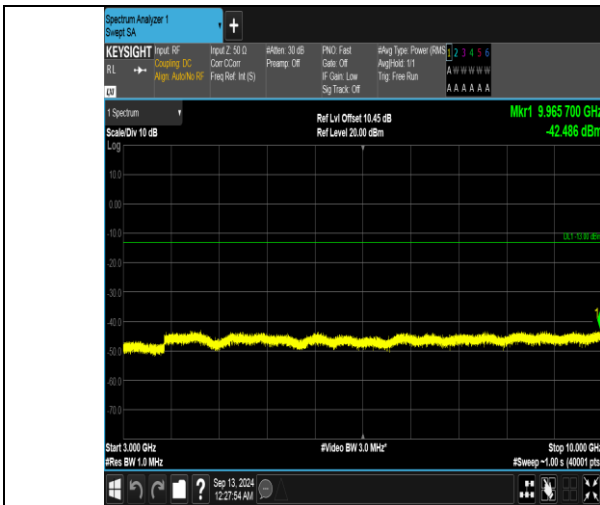 Spectrum Analyzer 1
Swept SA
+
KEYSIGHT Input: RF Input Z: 50 Ω #Atten: 30 dB PNO: Fast #Avg Type: Power (RMS 1 2 3 4 5 6
RL Coupling: DC Corr CCorr Preamp: Off Gate: Off Avg|Hold: 1/1 A W W W W W
Align: Auto/No RF Freq Ref: Int (S) IF Gain: Low Trig: Free Run
Sig Track: Off A A A A A A
LXI
1 Spectrum Ref Lvl Offset 10.45 dB Mkr1 9.965 700 GHz
Scale/Div 10 dB Ref Level 20.00 dBm -42.486 dBm
Log
10.0
0.00
-10.0
DL1 -13.00 dBm
-20.0
-30.0
-40.0
1
-50.0
-60.0
-70.0
Start 3.000 GHz #Video BW 3.0 MHz* Stop 10.000 GHz
#Res BW 1.0 MHz #Sweep ~1.00 s (40001 pts
? Sep 13, 2024
12:27:54 AM